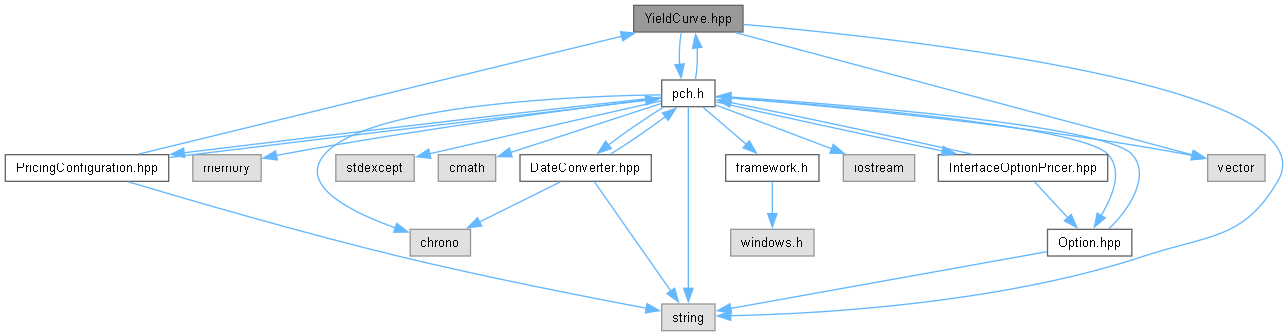 YieldCurve.hpp
pch.h
PricingConfiguration.hpp
memory
stdexcept
cmath
DateConverter.hpp
framework.h
iostream
InterfaceOptionPricer.hpp
vector
chrono
windows.h
Option.hpp
string